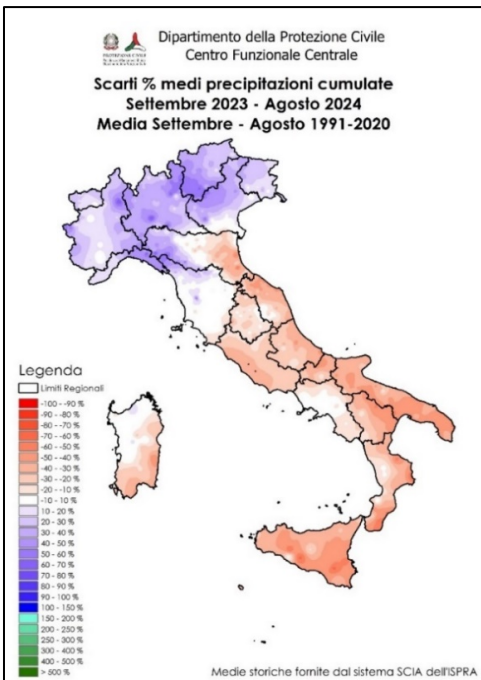 Dipartimento della Protezione Civile
Centro Funzionale Centrale
Scarti % medi precipitazioni cumulate
Settembre 2023 - Agosto 2024
Media Settembre - Agosto 1991-2020
Legenda
Limiti Regionali
-100 - -90 %
-90 - -80 %
-80 - -70 %
-70 - -60 %
-60 - -50 %
-50 - -40 %
-40 - -30 %
-30 - -20 %
-20 - -10 %
-10 - 10 %
10 - 20 %
20 - 30 %
30 - 40 %
40 - 50 %
50 - 60 %
60 - 70 %
70 - 80 %
80 - 90 %
90 - 100 %
100 - 150 %
150 - 200 %
200 - 250 %
250 - 300 %
300 - 400 %
400 - 500 %
> 500 %
Medie storiche fornite dal sistema SCIA dell'ISPRA